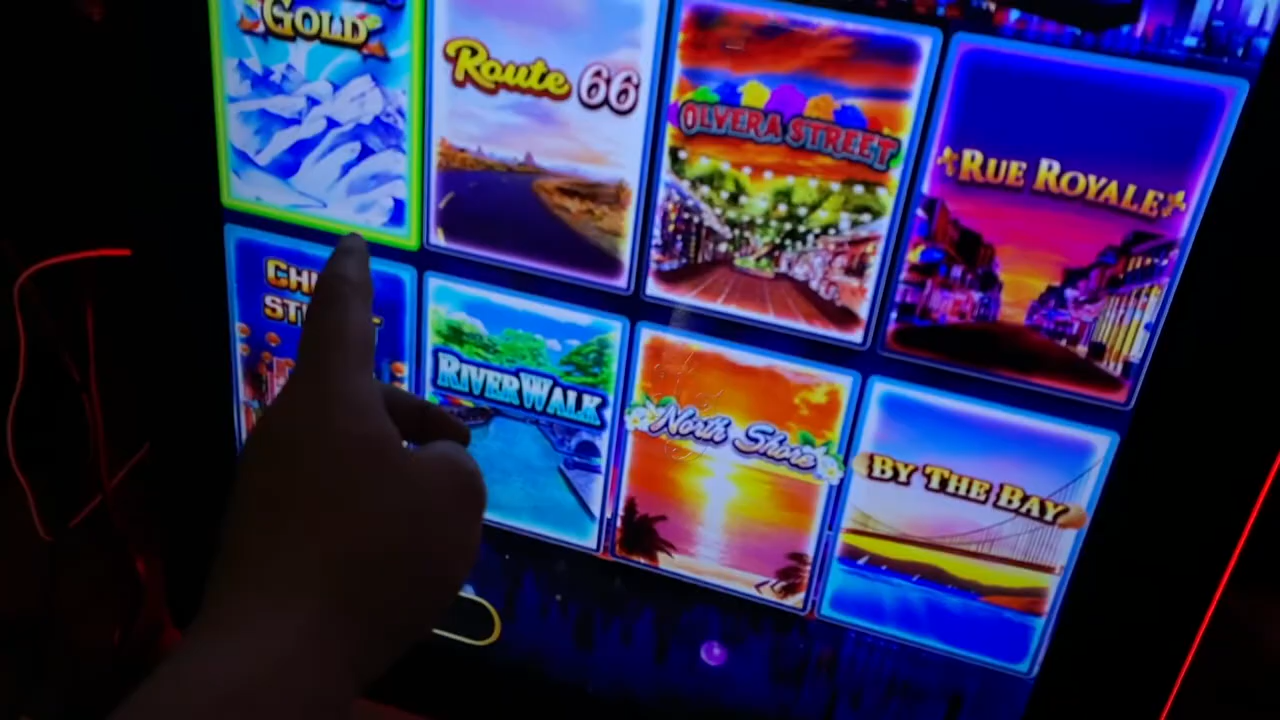 GOLD
Route 66
OLVERA STREET
RUE ROYALE
RIVERWALK
North Shore
BY THE BAY